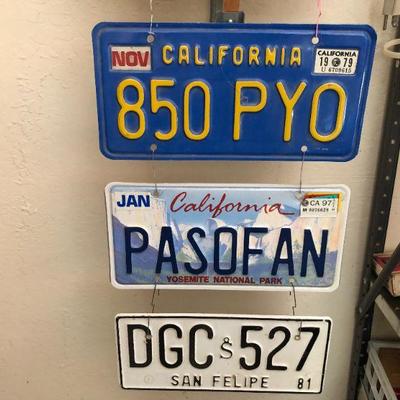 NOV CALIFORNIA CALIFORNIA
19 79
U 6709615
850 PYO
JAN California CA 97
PASOFAN
YOSEMITE NATIONAL PARK
DGC &S 527
SAN FELIPE 81